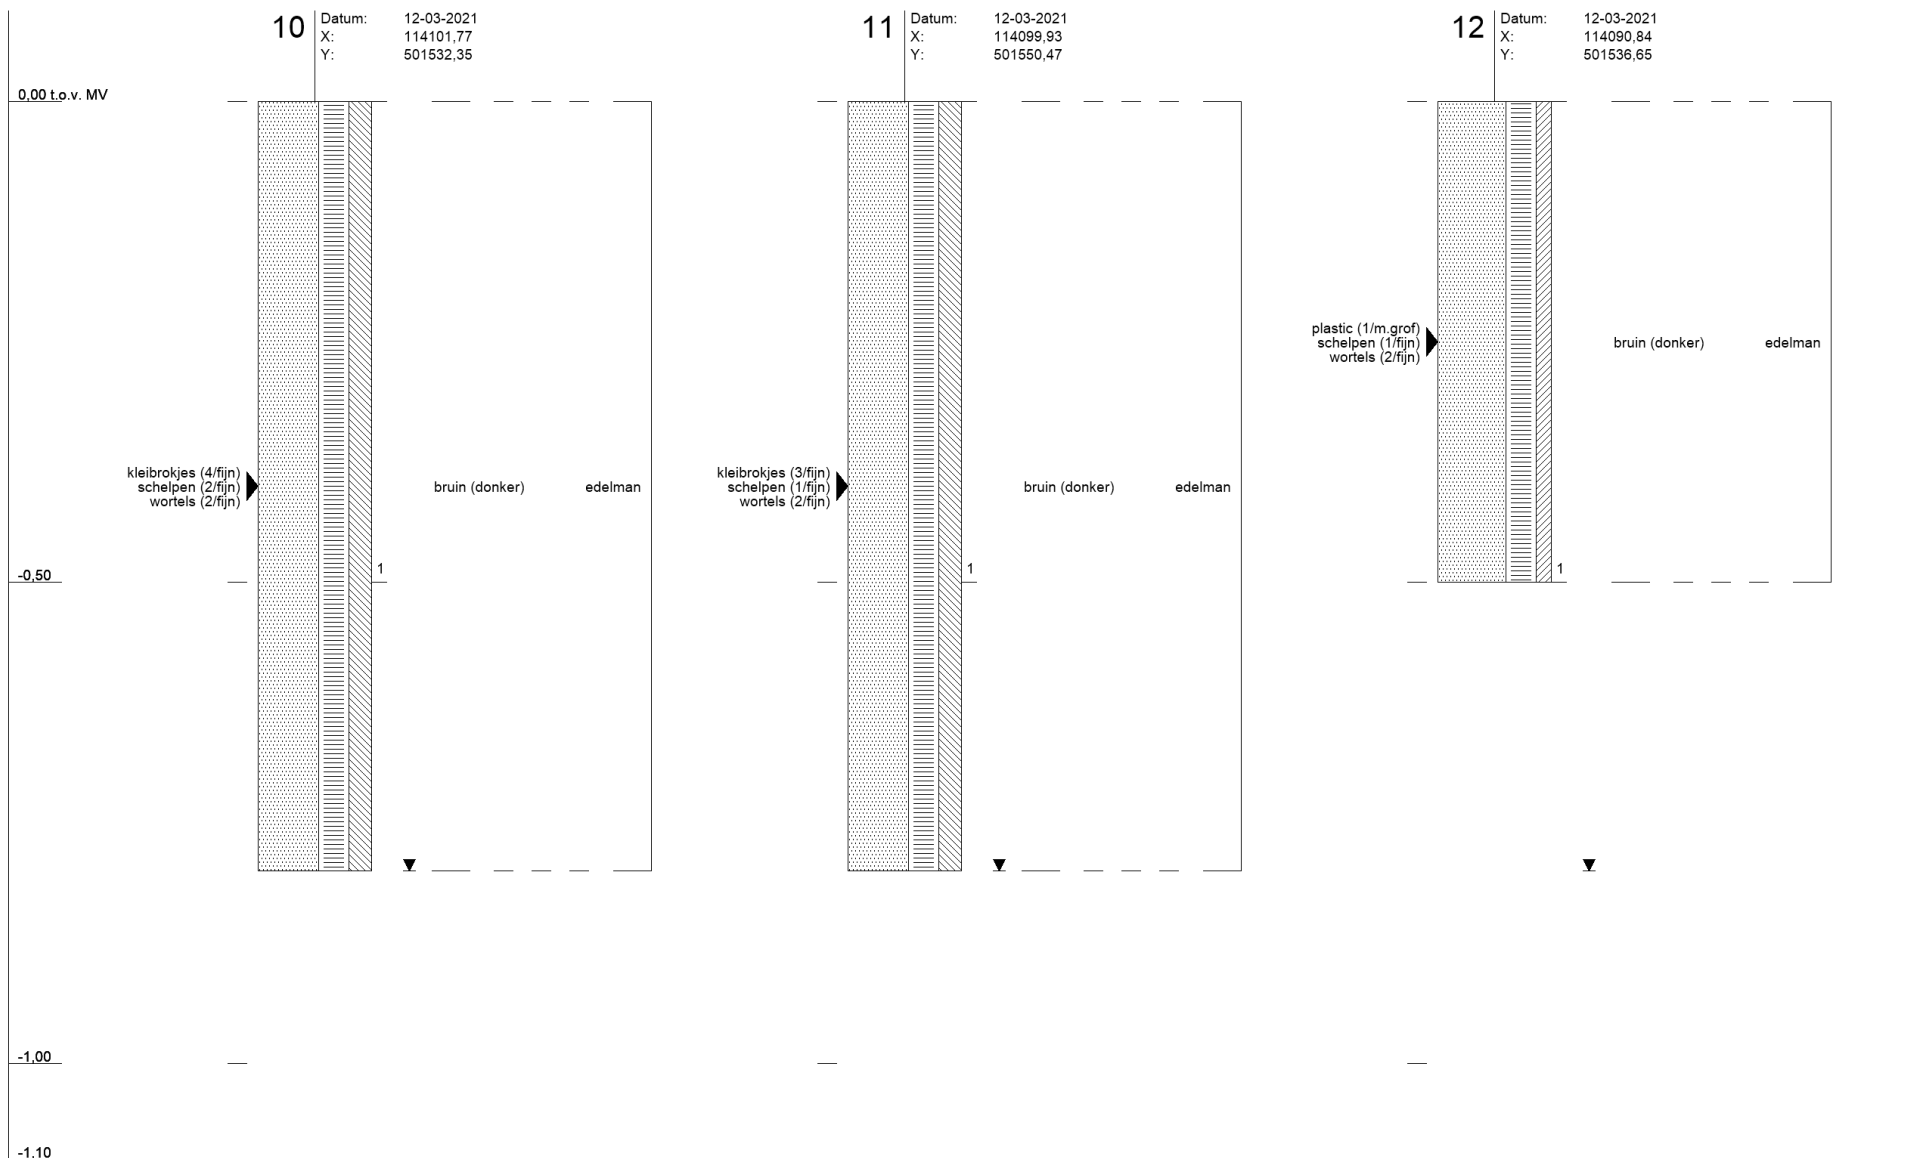 10
Datum: 12-03-2021
X: 114101,77
Y: 501532,35
11
Datum: 12-03-2021
X: 114099,93
Y: 501550,47
12
Datum: 12-03-2021
X: 114090,84
Y: 501536,65
0,00 t.o.v. MV
-0,50
-1,00
-1,10
kleibrokjes (4/fijn)
schelpen (2/fijn)
wortels (2/fijn)
bruin (donker)
edelman
1
kleibrokjes (3/fijn)
schelpen (1/fijn)
wortels (2/fijn)
bruin (donker)
edelman
1
plastic (1/m.grof)
schelpen (1/fijn)
wortels (2/fijn)
bruin (donker)
edelman
1